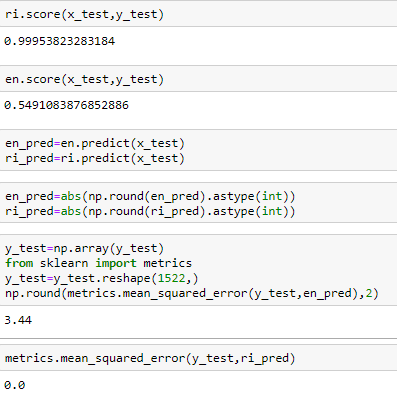 ri.score(x_test,y_test)
0.99953823283184
en.score(x_test,y_test)
0.5491083876852886
en_pred=en.predict(x_test)
ri_pred=ri.predict(x_test)
en_pred=abs(np.round(en_pred).astype(int))
ri_pred=abs(np.round(ri_pred).astype(int))
y_test=np.array(y_test)
from sklearn import metrics
y_test=y_test.reshape(1522,)
np.round(metrics.mean_squared_error(y_test,en_pred),2)
3.44
metrics.mean_squared_error(y_test,ri_pred)
0.0